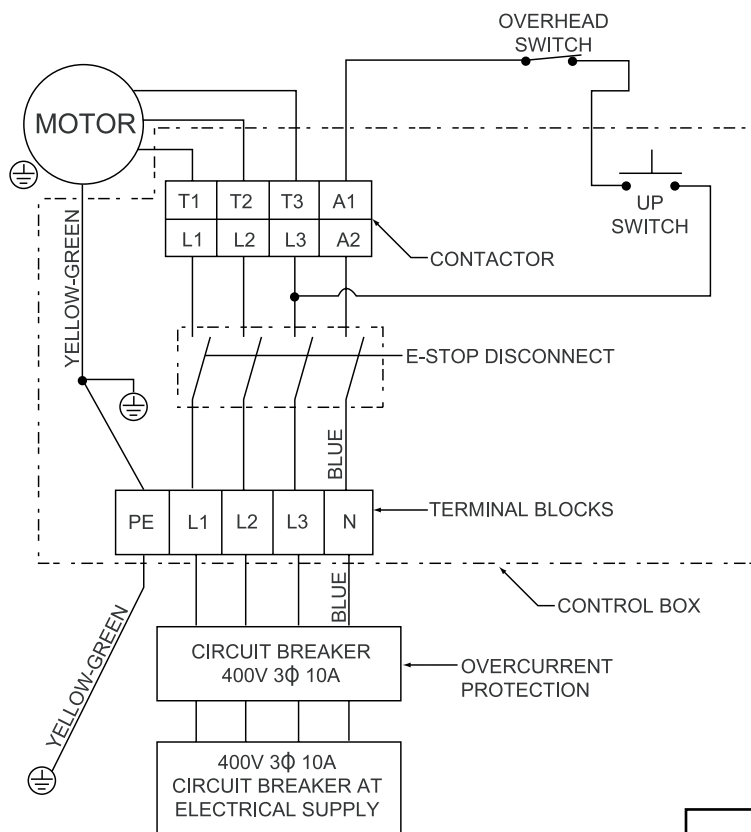 OVERHEAD
SWITCH
MOTOR
T1 T2 T3 A1
L1 L2 L3 A2
UP
SWITCH
CONTACTOR
YELLOW-GREEN
E-STOP DISCONNECT
BLUE
PE L1 L2 L3 N
TERMINAL BLOCKS
BLUE
CONTROL BOX
YELLOW-GREEN
CIRCUIT BREAKER
400V 3Φ 10A
OVERCURRENT
PROTECTION
400V 3Φ 10A
CIRCUIT BREAKER AT
ELECTRICAL SUPPLY